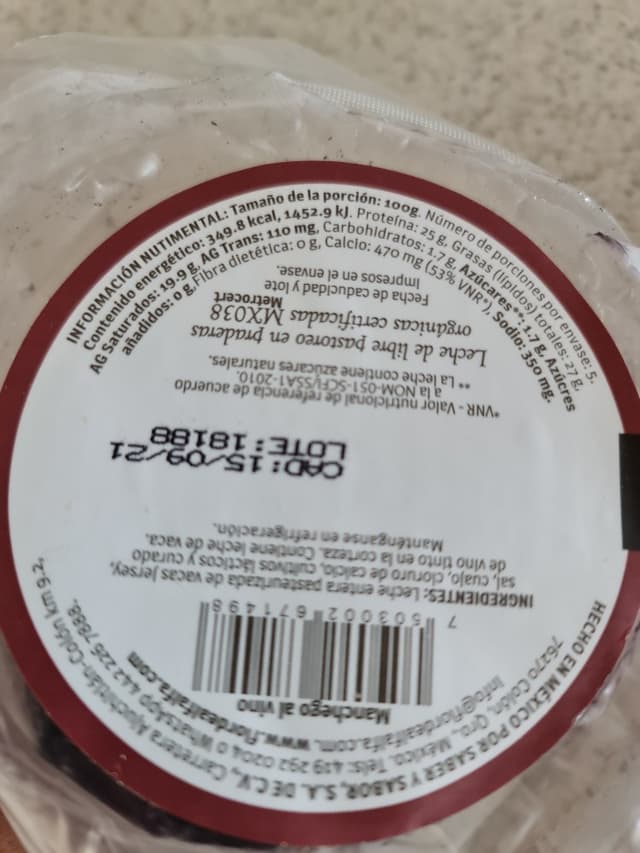 INFORMACIÓN NUTIMENTAL: Tamaño de la porción: 100g. Número de porciones por envase: 5.
Contenido energético: 349.8 kcal, 1452.9 kJ. Proteína: 25 g, Grasas (lípidos) totales: 27 g,
AG Saturados: 19.9 g, AG Trans: 110 mg, Carbohidratos: 1.7 g, Azúcares**: 1.7 g, Azúcres
añadidos: 0 g, Fibra dietética: 0 g, Calcio: 470 mg (53% VNR*), Sodio: 350 mg.
Manchego al vino
7 503002 671498
INGREDIENTES: Leche entera pasteurizada de vacas Jersey,
sal, cuajo, cloruro de calcio, cultivos lácticos y curado
de vino tinto en la corteza. Contiene leche de vaca.
Manténganse en refrigeración.
CAD:15/09/21
LOTE:18188
*VNR - Valor nutricional de referencia de acuerdo
a la NOM-051-SCFI/SSA1-2010.
** La leche contiene azúcares naturales.
Leche de libre pastoreo en praderas
orgánicas certificadas MX038
Metrocert
Fecha de caducidad y lote
impresos en el envase.
HECHO EN MÉXICO POR SABER Y SABOR, S.A. DE C.V., Carretera Ajuchitlán-Colón km 9.2,
76270 Colón, Qro., México. Tels: 419 292 0204 o WhatsApp 442 226 7888.
info@flordealfalfa.com. www.flordealfalfa.com